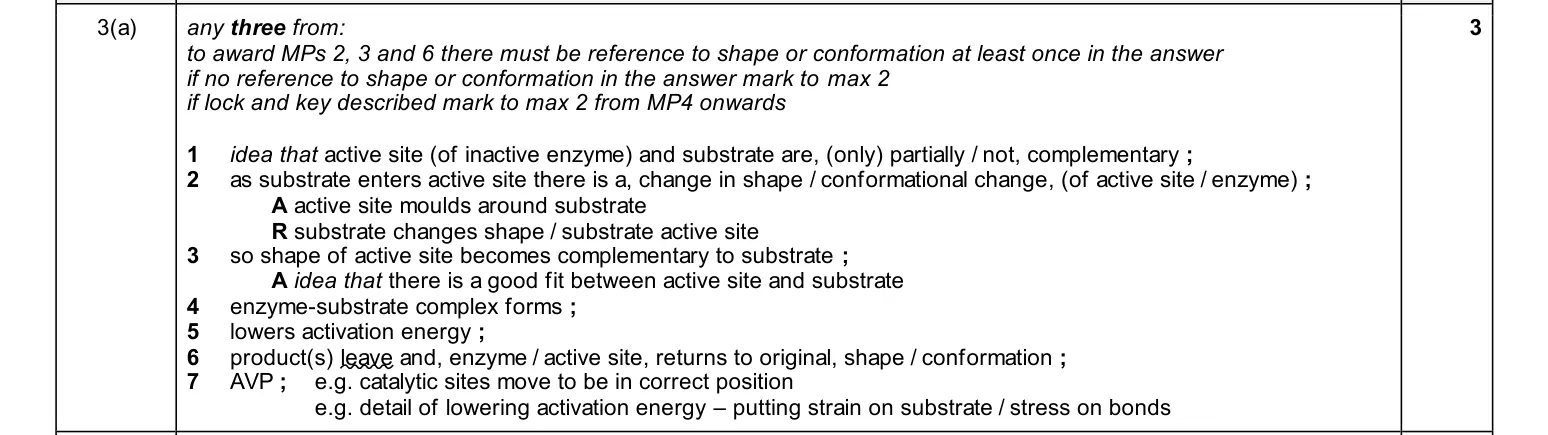 3(a) any three from: 3
to award MPs 2, 3 and 6 there must be reference to shape or conformation at least once in the answer
if no reference to shape or conformation in the answer mark to max 2
if lock and key described mark to max 2 from MP4 onwards
1 idea that active site (of inactive enzyme) and substrate are, (only) partially / not, complementary ;
2 as substrate enters active site there is a, change in shape / conformational change, (of active site / enzyme) ;
A active site moulds around substrate
R substrate changes shape / substrate active site
3 so shape of active site becomes complementary to substrate ;
A idea that there is a good fit between active site and substrate
4 enzyme-substrate complex forms ;
5 lowers activation energy ;
6 product(s) leave and, enzyme / active site, returns to original, shape / conformation ;
7 AVP ; e.g. catalytic sites move to be in correct position
e.g. detail of lowering activation energy – putting strain on substrate / stress on bonds